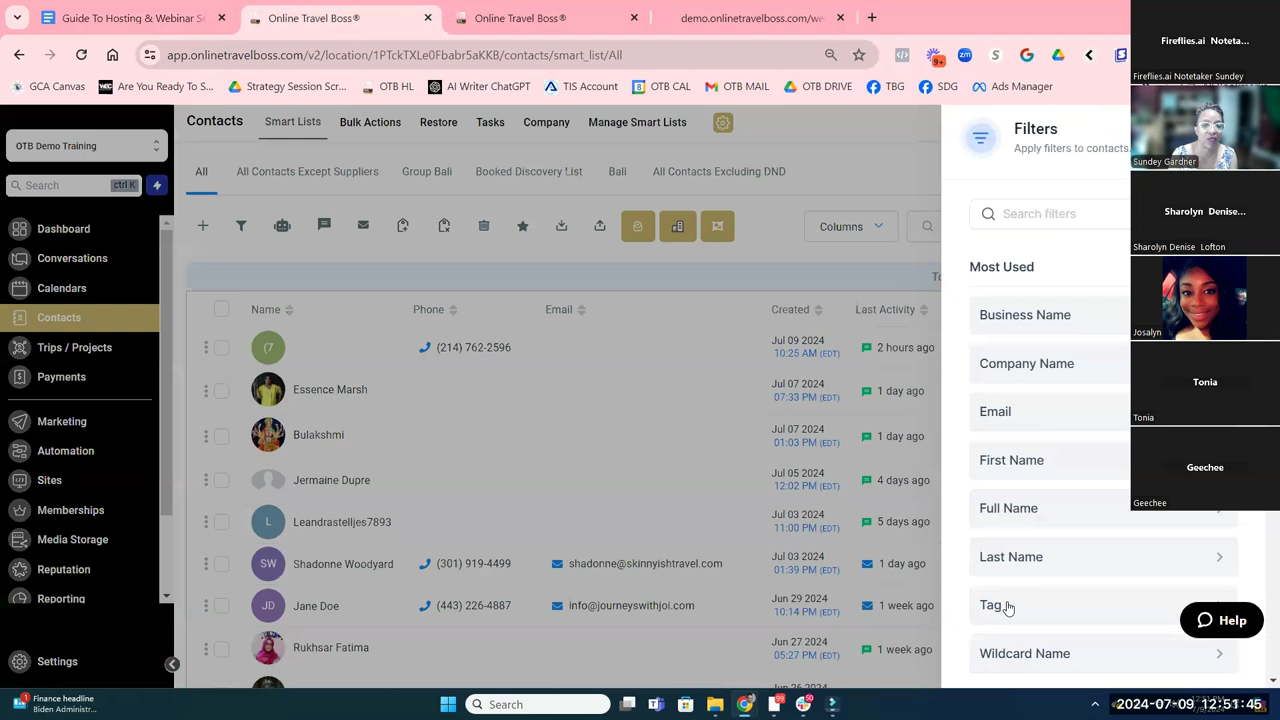 Guide To Hosting & Webinar S
Online Travel Boss®
Online Travel Boss®
demo.onlinetravelboss.com/we
app.onlinetravelboss.com/v2/location/1PTckTXLe0Fbabr5aKKB/contacts/smart_list/All
9+
zm
GCA Canvas
Are You Ready To S...
Strategy Session Scr...
OTB HL
AI Writer ChatGPT
TIS Account
OTB CAL
OTB MAIL
OTB DRIVE
TBG
SDG
Ads Manager
Fireflies.ai Noteta...
Fireflies.ai Notetaker Sundey
Sundey Gardner
Sharolyn Denise...
Sharolyn Denise Lofton
Josalyn
Tonia
Tonia
Geechee
Geechee
OTB Demo Training
Search
ctrl K
Dashboard
Conversations
Calendars
Contacts
Trips / Projects
Payments
Marketing
Automation
Sites
Memberships
Media Storage
Reputation
Reporting
Settings
Contacts
Smart Lists
Bulk Actions
Restore
Tasks
Company
Manage Smart Lists
All
All Contacts Except Suppliers
Group Bali
Booked Discovery !.ist
Bali
All Contacts Excluding DND
Columns
To
Name
Phone
Email
Created
Last Activity
(7
(214) 762-2596
Jul 09 2024
10:25 AM (EDT)
2 hours ago
Essence Marsh
Jul 07 2024
07:33 PM (EDT)
1 day ago
Bulakshmi
Jul 07 2024
01:03 PM (EDT)
1 day ago
Jermaine Dupre
Jul 05 2024
12:02 PM (EDT)
4 days ago
L
Leandrastelljes7893
Jul 03 2024
11:00 PM (EDT)
5 days ago
SW
Shadonne Woodyard
(301) 919-4499
shadonne@skinnyishtravel.com
Jul 03 2024
01:39 PM (EDT)
1 day ago
JD
Jane Doe
(443) 226-4887
info@journeyswithjoi.com
Jun 29 2024
10:14 PM (EDT)
1 week ago
Rukhsar Fatima
Jun 27 2024
05:27 PM (EDT)
1 week ago
Filters
Apply filters to contacts
Search filters
Most Used
Business Name
Company Name
Email
First Name
Full Name
Last Name
Tag
Wildcard Name
Help
1
Finance headline
Biden Administr...
Search
2024-07-09 12:51:45